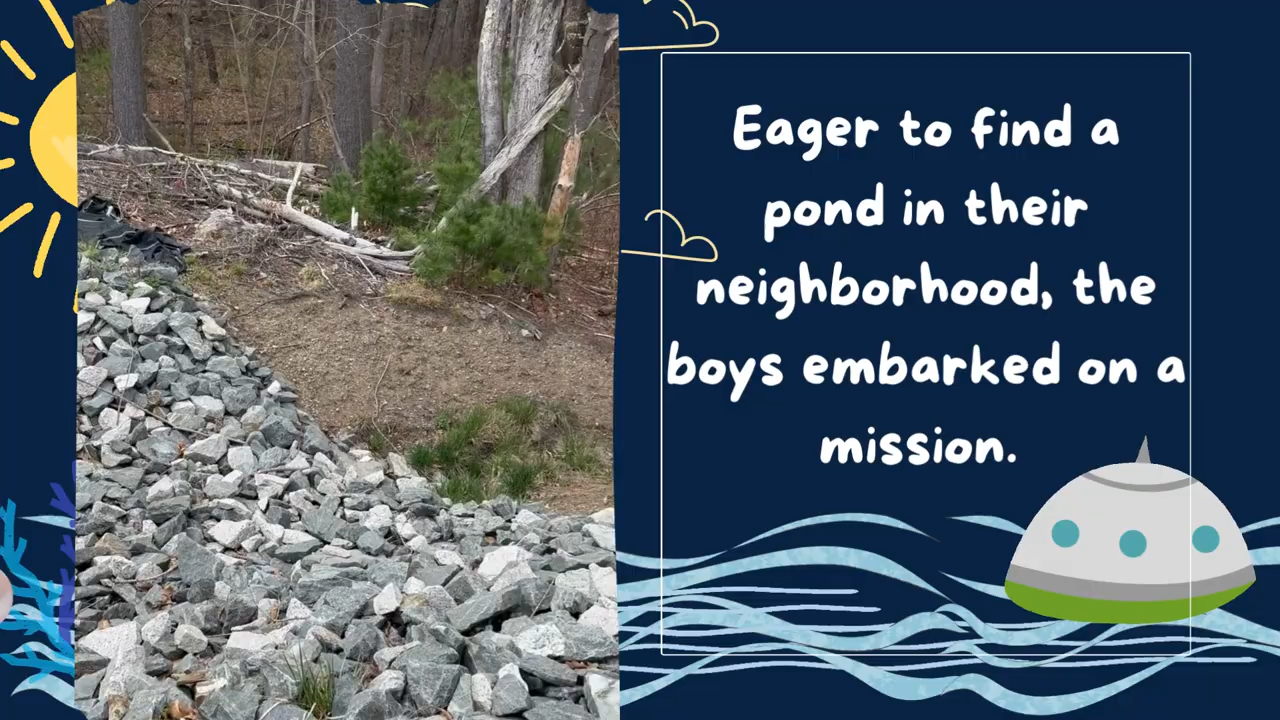 Eager to find a
pond in their
neighborhood, the
boys embarked on a
mission.